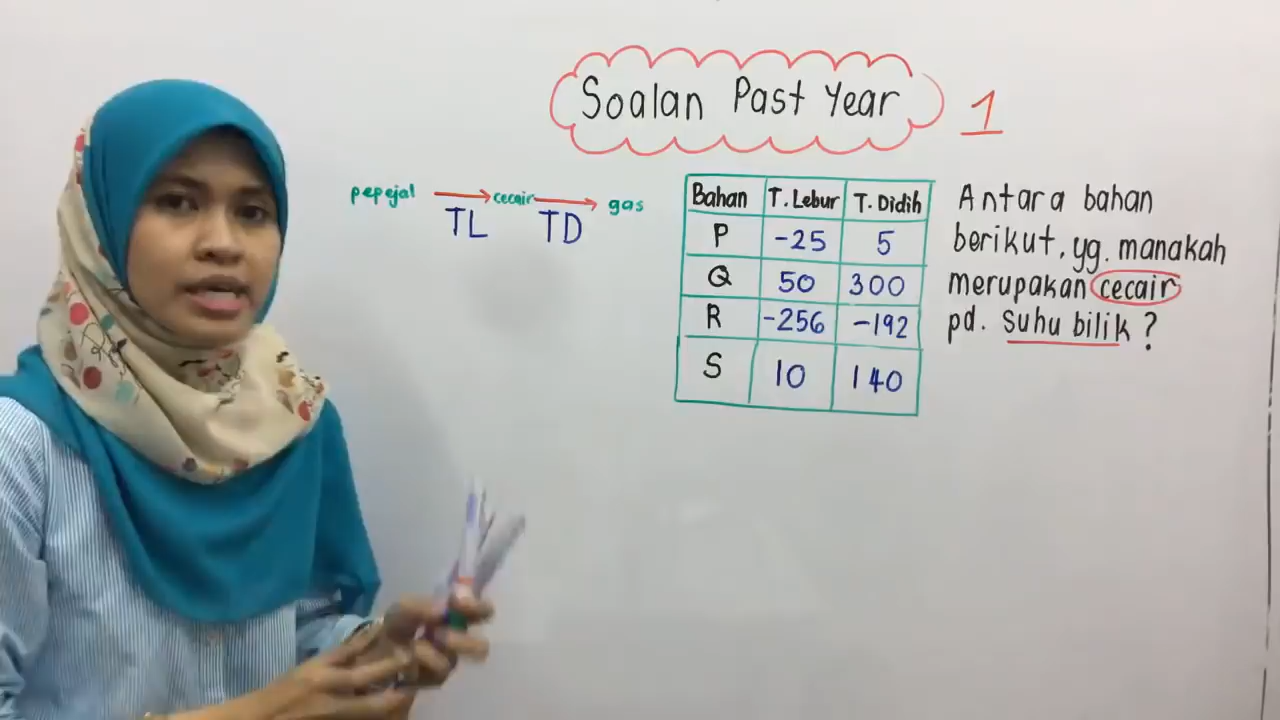 Soalan Past Year 1
pepejal → cecair → gas
TL TD
Bahan T. Lebur T. Didih
P -25 5
Q 50 300
R -256 -192
S 10 140
Antara bahan
berikut, yg. manakah
merupakan cecair
pd. suhu bilik ?